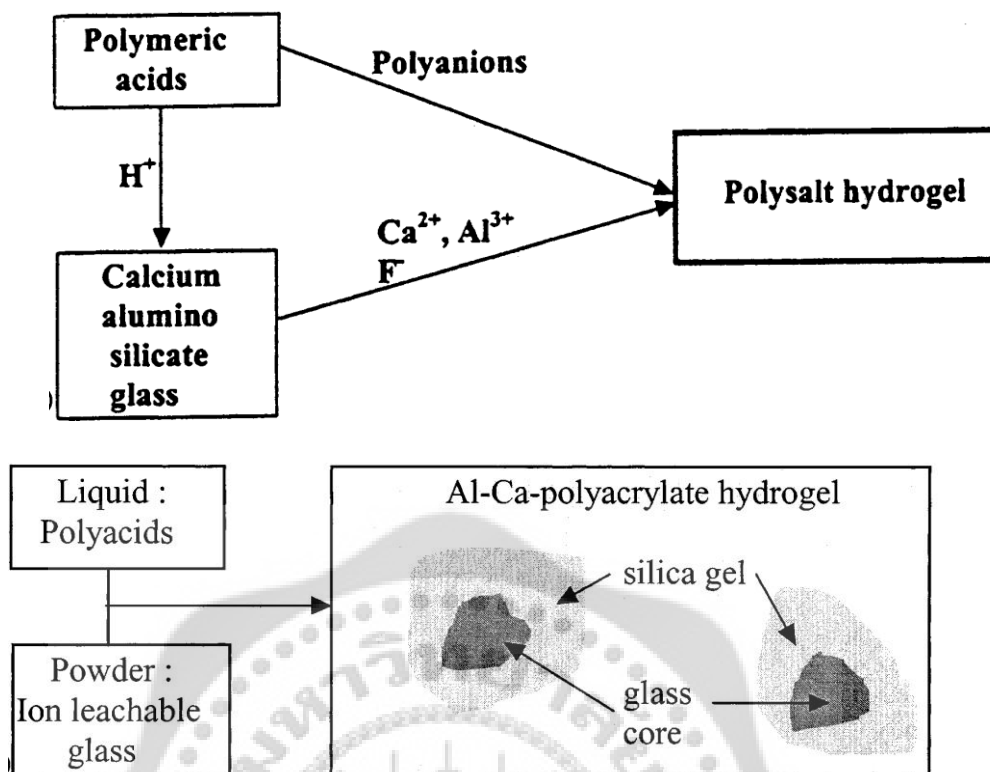 Polymeric
acids
Polyanions
H⁺
Polysalt hydrogel
Ca²⁺, Al³⁺
F⁻
Calcium
alumino
silicate
glass
)
Liquid :
Polyacids
Al-Ca-polyacrylate hydrogel
silica gel
Powder :
Ion leachable
glass
glass
core